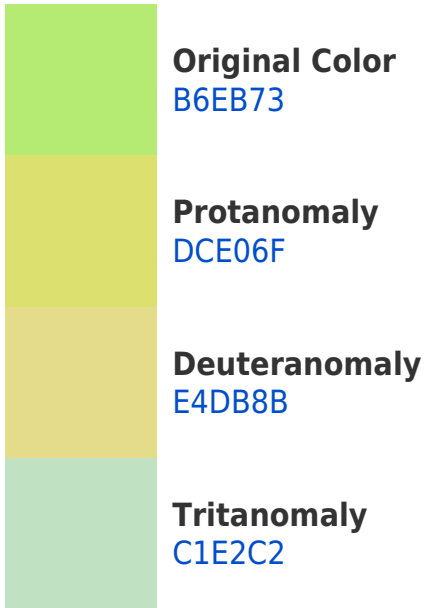 Original Color
B6EB73
Protanomaly
DCE06F
Deuteranomaly
E4DB8B
Tritanomaly
C1E2C2